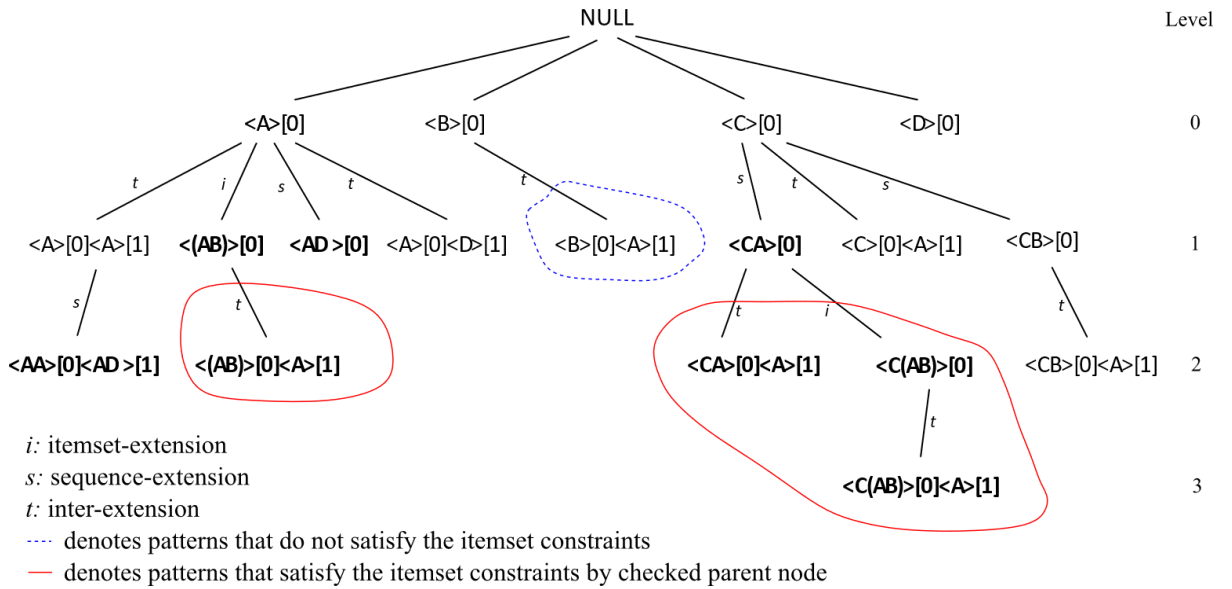 NULL
Level
<A>[0] <B>[0] <C>[0] <D>[0] 0
t i s t t s t s
<A>[0]<A>[1] <(AB)>[0] <AD >[0] <A>[0]<D>[1] <B>[0]<A>[1] <CA>[0] <C>[0]<A>[1] <CB>[0] 1
s t t i t
<AA>[0]<AD >[1] <(AB)>[0]<A>[1] <CA>[0]<A>[1] <C(AB)>[0] <CB>[0]<A>[1] 2
t
<C(AB)>[0]<A>[1] 3
i: itemset-extension
s: sequence-extension
t: inter-extension
denotes patterns that do not satisfy the itemset constraints
denotes patterns that satisfy the itemset constraints by checked parent node